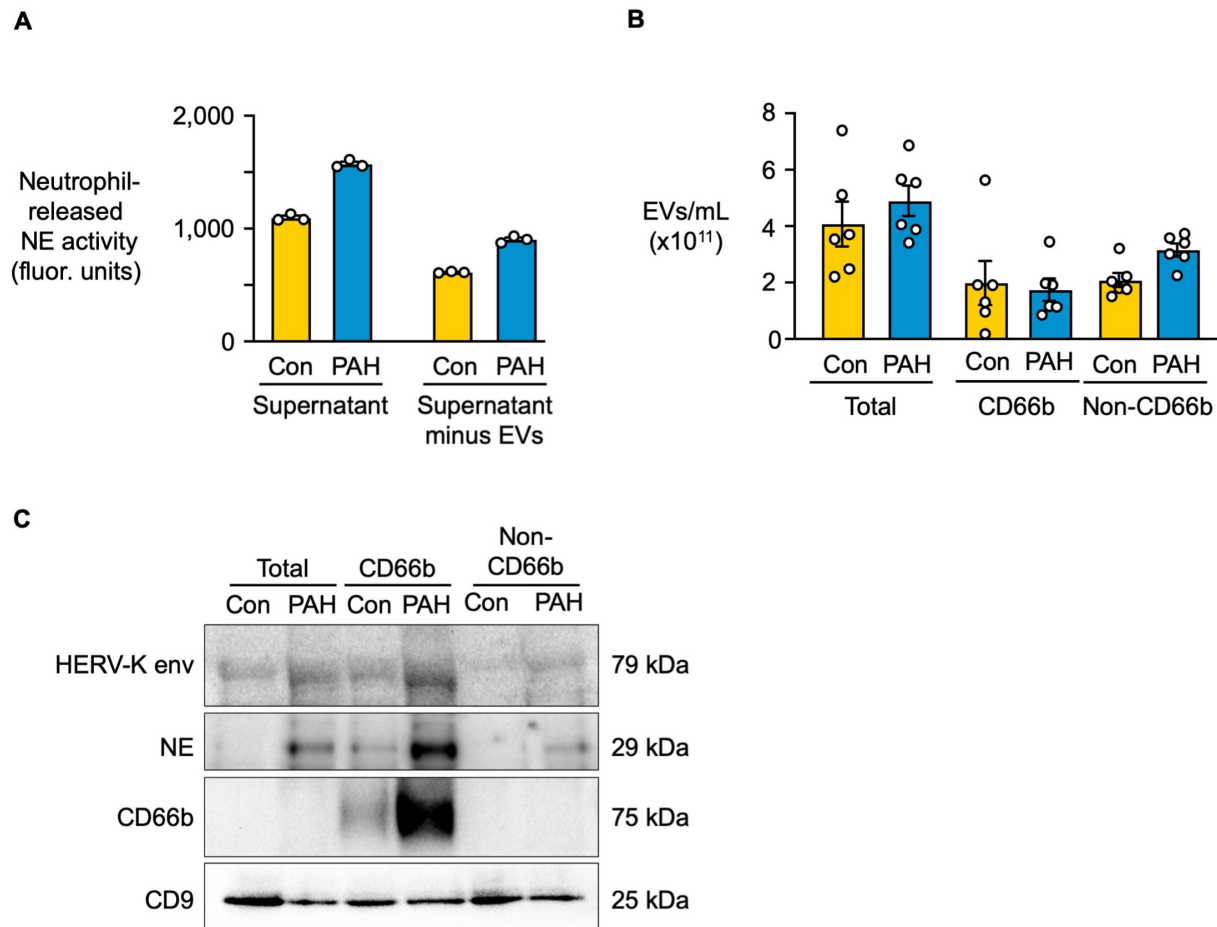 A
2,000
1,000
0
Neutrophil-
released
NE activity
(fluor. units)
Con PAH Con PAH
Supernatant Supernatant
minus EVs
B
8
6
4
2
0
EVs/mL
(x10¹¹)
Con PAH Con PAH Con PAH
Total CD66b Non-CD66b
C
Non-
Total CD66b CD66b
Con PAH Con PAH Con PAH
HERV-K env 79 kDa
NE 29 kDa
CD66b 75 kDa
CD9 25 kDa